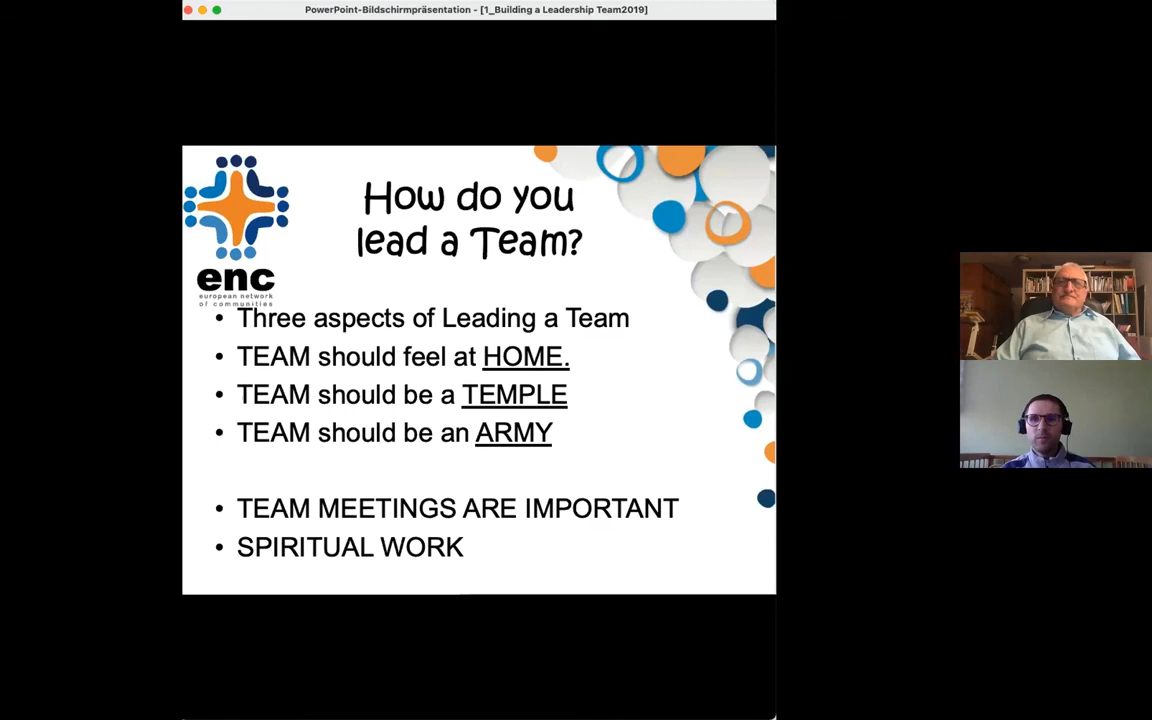 PowerPoint-Bildschirmpräsentation - [1_Building a Leadership Team2019]
How do you
lead a Team?
enc
european network
of communities
• Three aspects of Leading a Team
• TEAM should feel at HOME.
• TEAM should be a TEMPLE
• TEAM should be an ARMY
• TEAM MEETINGS ARE IMPORTANT
• SPIRITUAL WORK